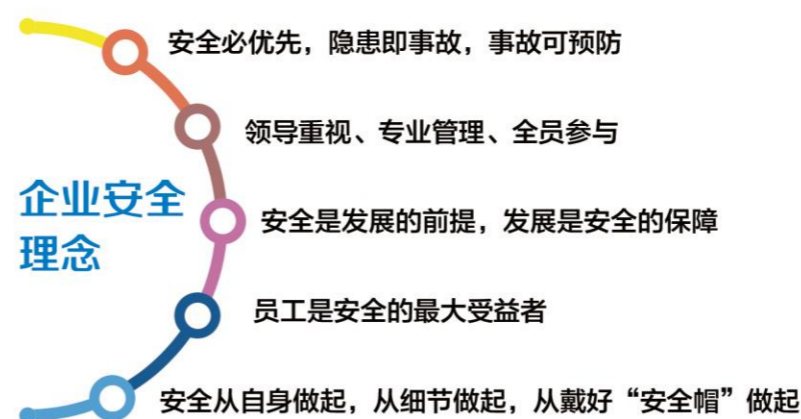 安全必优先，隐患即事故，事故可预防
领导重视、专业管理、全员参与
企业安全
理念
安全是发展的前提，发展是安全的保障
员工是安全的最大受益者
安全从自身做起，从细节做起，从戴好“安全帽”做起